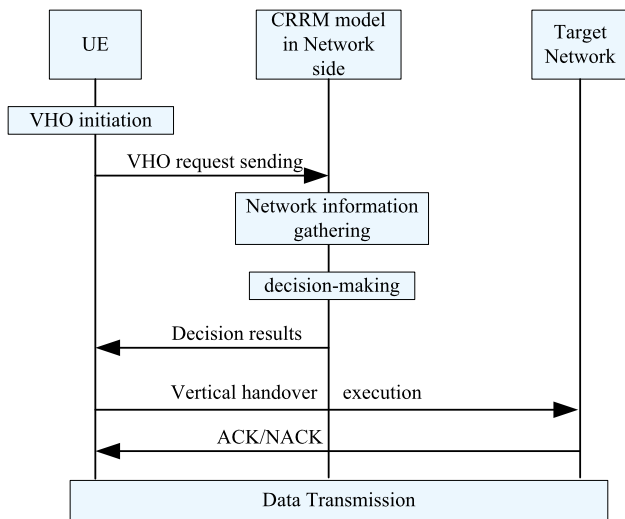 UE
CRRM model
in Network
side
Target
Network
VHO initiation
VHO request sending
Network information
gathering
decision-making
Decision results
Vertical handover execution
ACK/NACK
Data Transmission